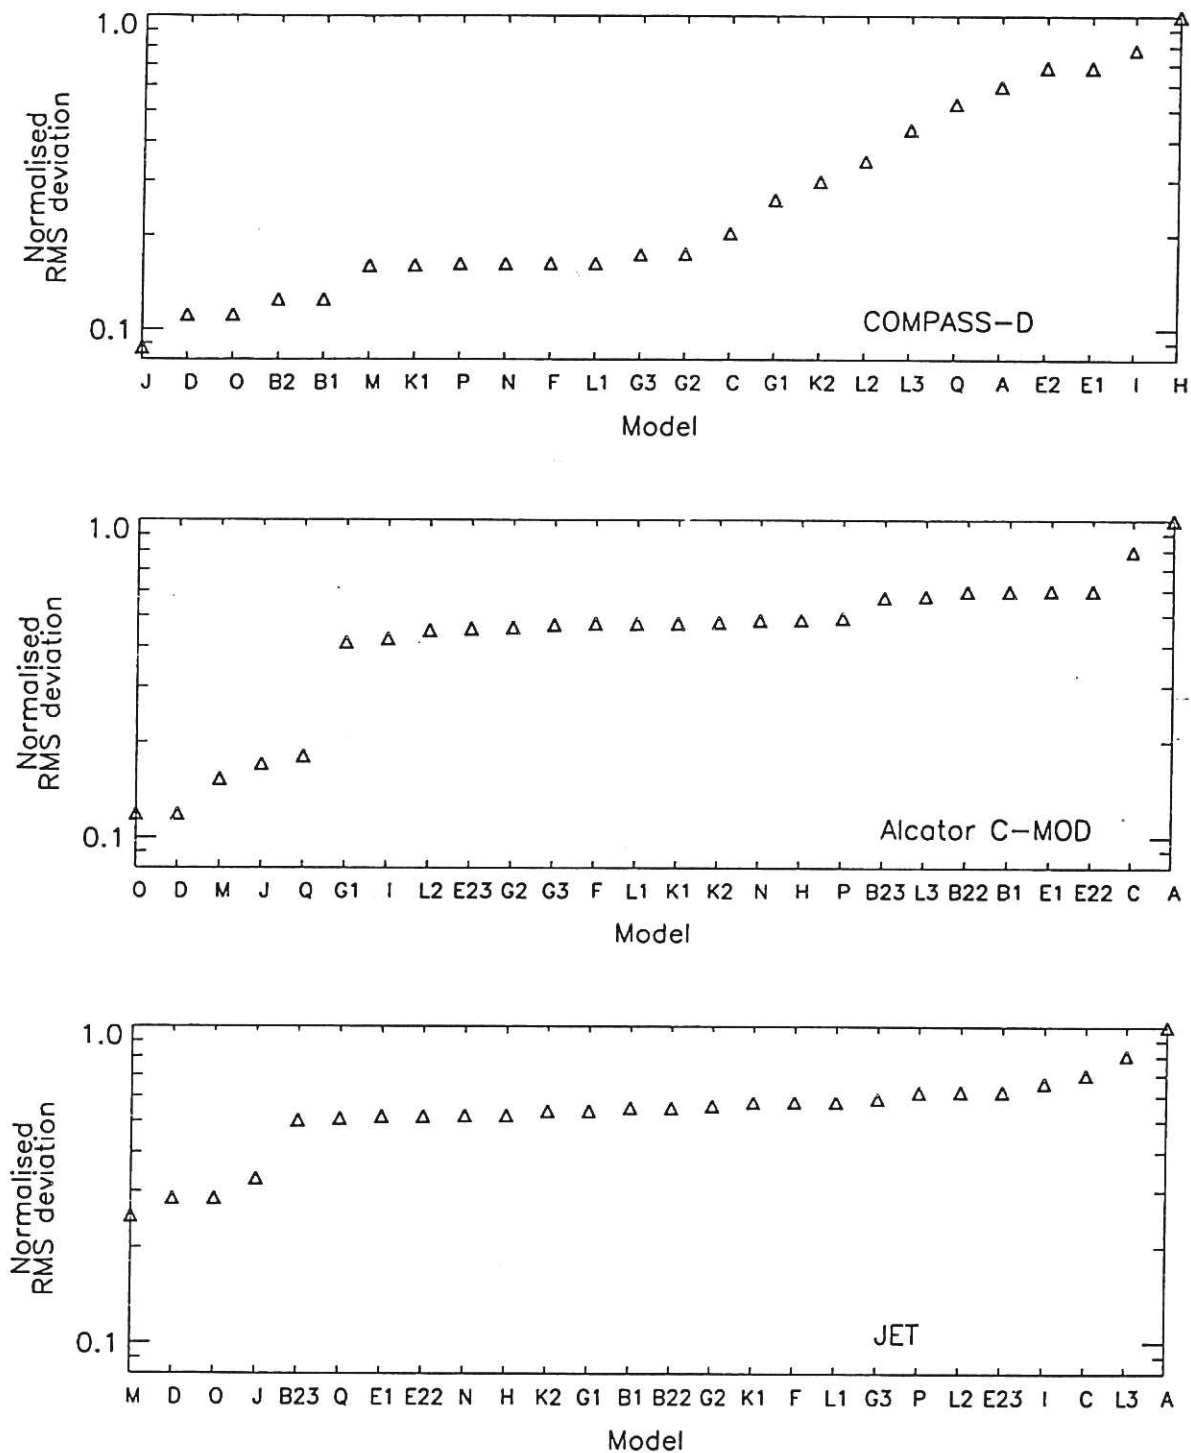 1.0
Normalised
RMS deviation
0.1
COMPASS-D
J D O B2 B1 M K1 P N F L1 G3 G2 C G1 K2 L2 L3 Q A E2 E1 I H
Model
1.0
Normalised
RMS deviation
0.1
Alcator C-MOD
O D M J Q G1 I L2 E23 G2 G3 F L1 K1 K2 N H P B23 L3 B22 B1 E1 E22 C A
Model
1.0
Normalised
RMS deviation
0.1
JET
M D O J B23 Q E1 E22 N H K2 G1 B1 B22 G2 K1 F L1 G3 P L2 E23 I C L3 A
Model